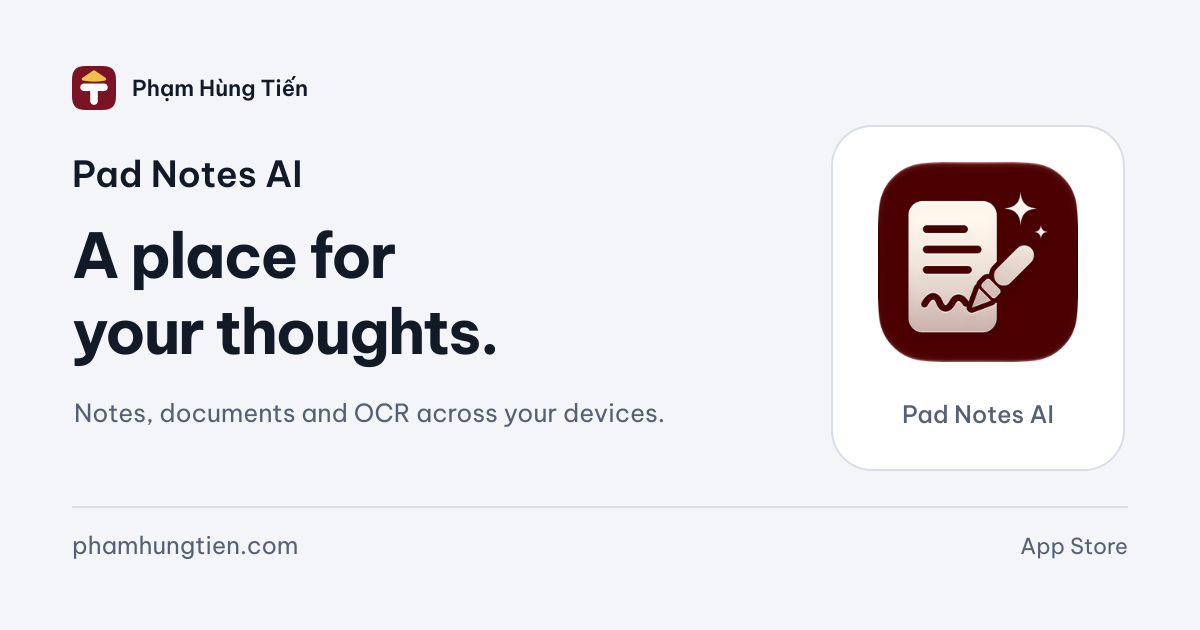 Phạm Hùng Tiến
Pad Notes AI
A place for
your thoughts.
Notes, documents and OCR across your devices.
Pad Notes AI
phamhungtien.com
App Store